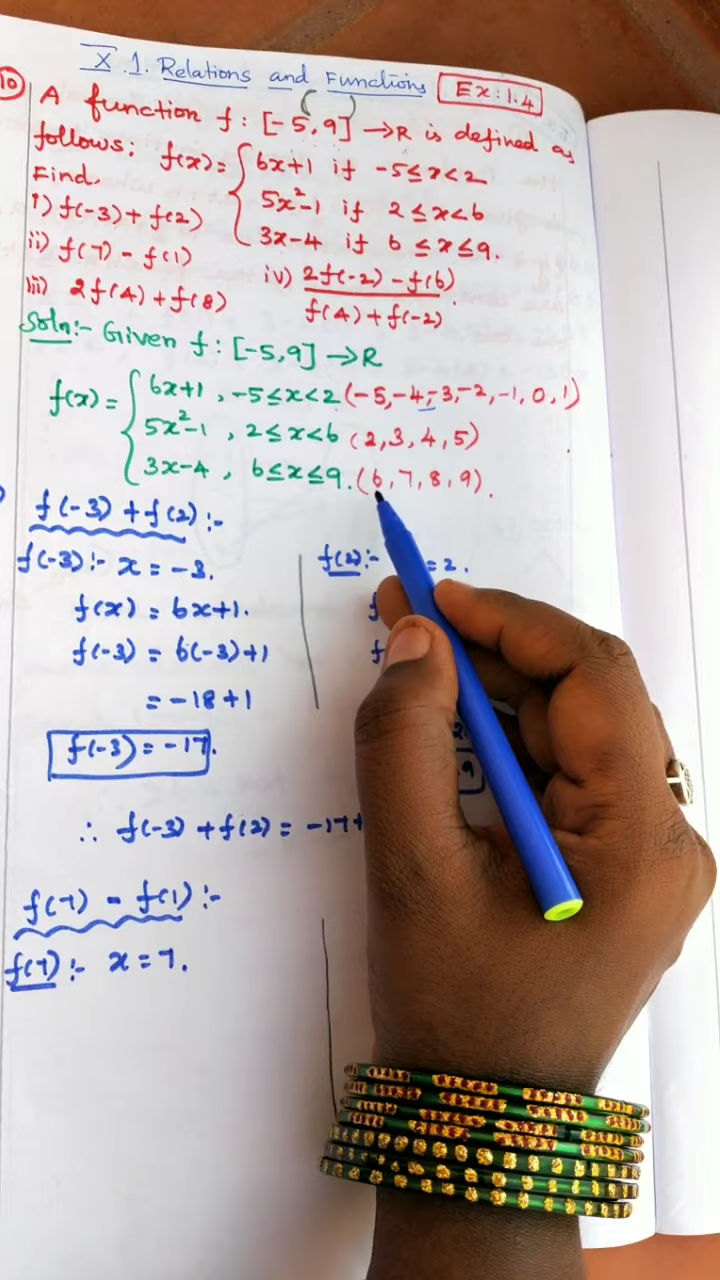 X .1. Relations and Functions Ex:1.4
10 A function f : [-5, 9] →R is defined as
follows: f(x) = { 6x+1 if -5≤x<2
Find. 5x²-1 if 2 ≤x<6
i) f(-3) + f(2) 3x-4 if 6 ≤x≤9.
ii) f(7) - f(1)
iii) 2f(4) + f(8) iv) 2f(-2) - f(6) / f(4) + f(-2) .
Soln:- Given f : [-5,9] →R
f(x) = { 6x+1 , -5≤x<2 (-5,-4,-3,-2,-1,0,1)
5x²-1 , 2≤x<6 (2,3,4,5)
3x-4 , 6≤x≤9. (6,7,8,9).
f(-3) + f(2) :-
f(-3) :- x = -3.
f(x) = 6x+1.
f(-3) = 6(-3)+1
= -18+1
f(-3) = -17.
f(2) :- =2.
f
f
∴ f(-3) + f(2) = -17+
f(7) - f(1) :-
f(7) :- x = 7.